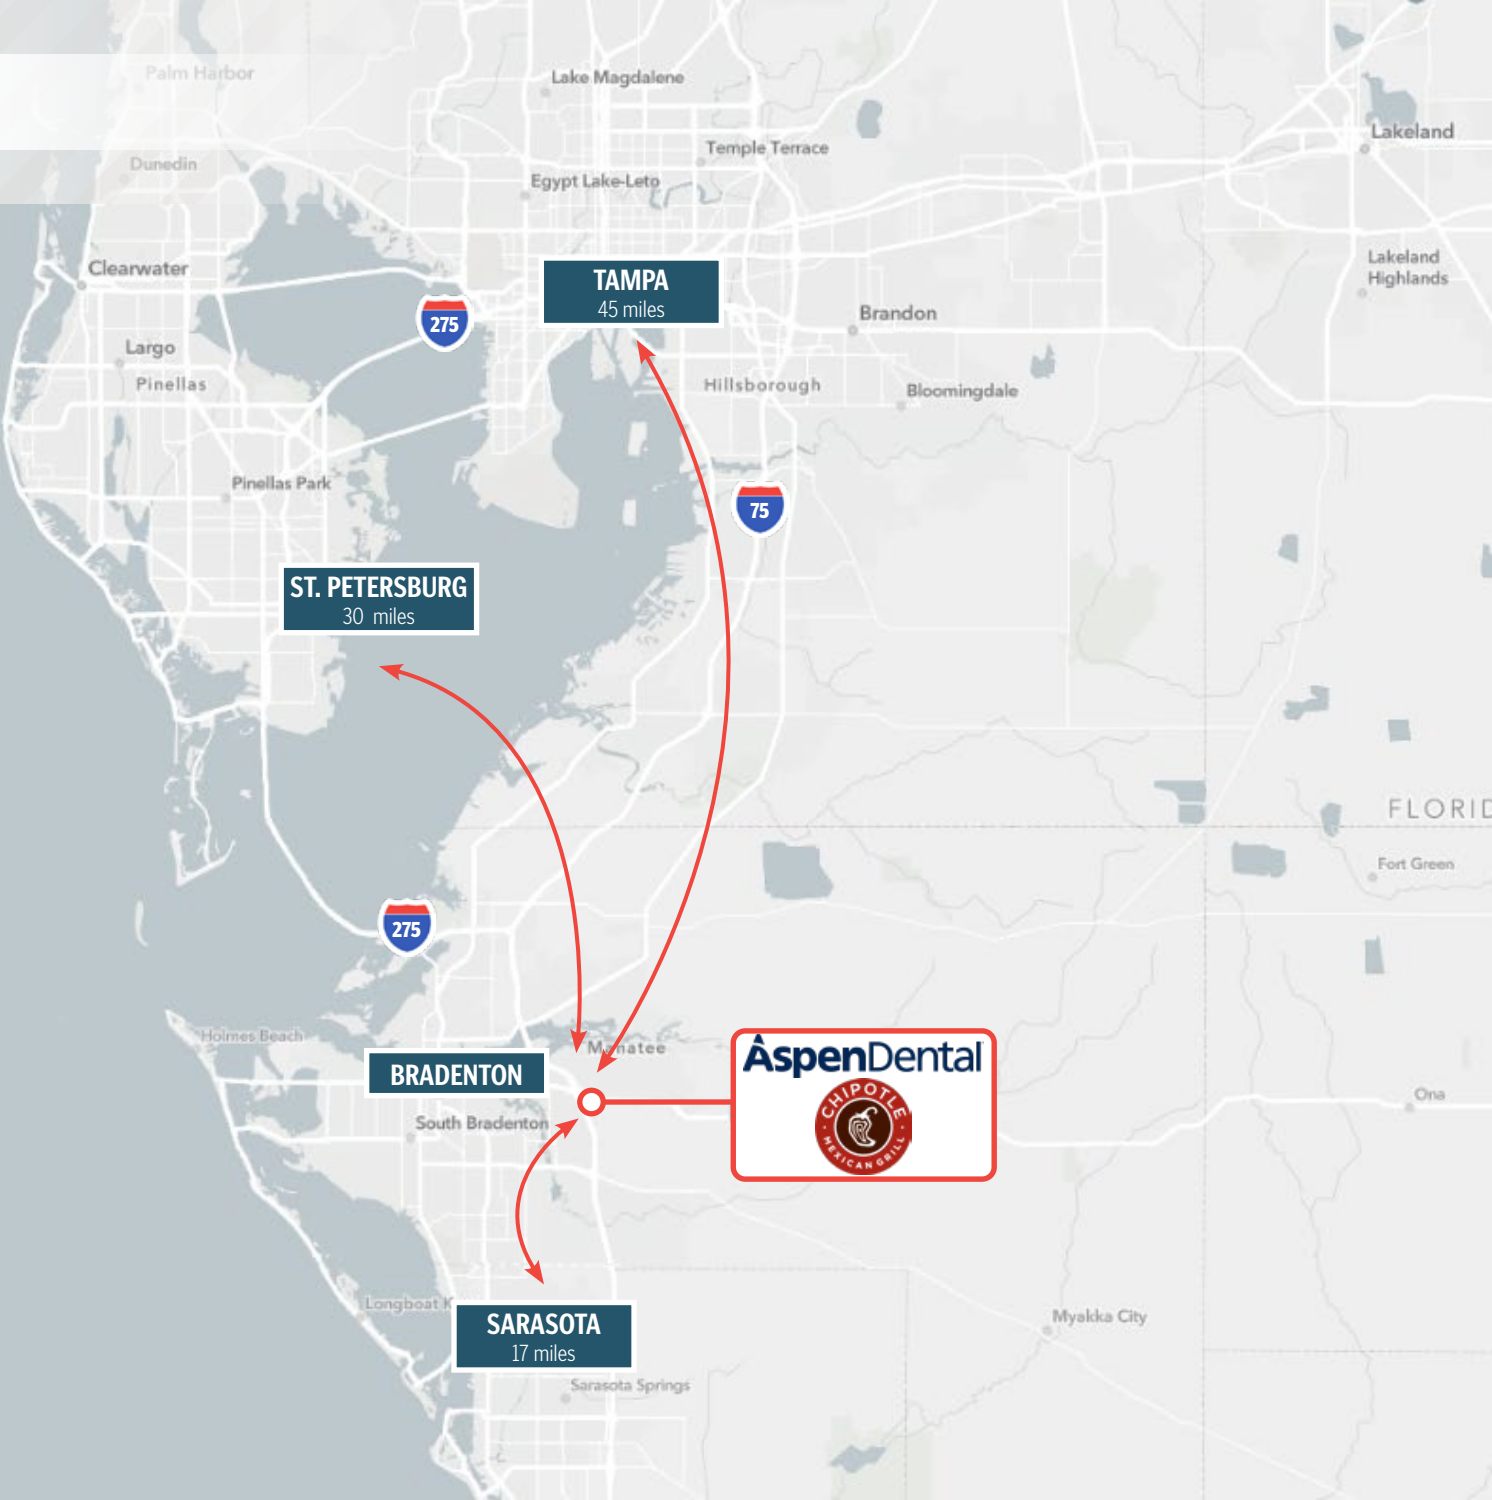 Palm Harbor
Lake Magdalene
Lakeland
Temple Terrace
Dunedin
Egypt Lake-Leto
Clearwater
Lakeland
Highlands
TAMPA
45 miles
275
Brandon
Largo
Pinellas
Hillsborough
Bloomingdale
Pinellas Park
75
ST. PETERSBURG
30 miles
FLORID
Fort Green
275
Holmes Beach
Manatee
AspenDental
CHIPOTLE
MEXICAN GRILL
BRADENTON
Ona
South Bradenton
Longboat K
SARASOTA
17 miles
Myakka City
Sarasota Springs